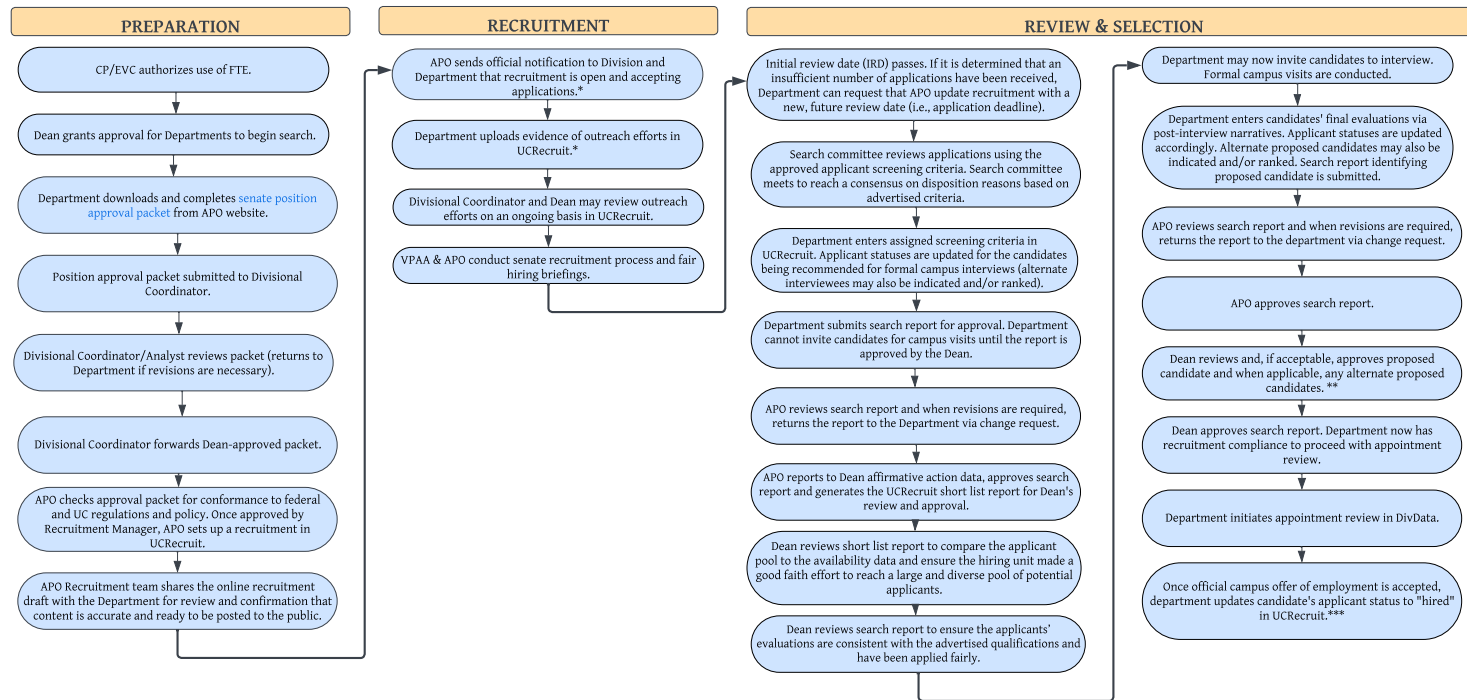 PREPARATION
CP/EVC authorizes use of FTE.
Dean grants approval for Departments to begin search.
Department downloads and completes senate position
approval packet from APO website.
Position approval packet submitted to Divisional
Coordinator.
Divisional Coordinator/Analyst reviews packet (returns to
Department if revisions are necessary).
Divisional Coordinator forwards Dean-approved packet.
APO checks approval packet for conformance to federal
and UC regulations and policy. Once approved by
Recruitment Manager, APO sets up a recruitment in
UCRecruit.
APO Recruitment team shares the online recruitment
draft with the Department for review and confirmation that
content is accurate and ready to be posted to the public.
RECRUITMENT
APO sends official notification to Division and
Department that recruitment is open and accepting
applications.*
Department uploads evidence of outreach efforts in
UCRecruit.*
Divisional Coordinator and Dean may review outreach
efforts on an ongoing basis in UCRecruit.
VPAA & APO conduct senate recruitment process and fair
hiring briefings.
REVIEW & SELECTION
Initial review date (IRD) passes. If it is determined that an
insufficient number of applications have been received,
Department can request that APO update recruitment with a
new, future review date (i.e., application deadline).
Search committee reviews applications using the
approved applicant screening criteria. Search committee
meets to reach a consensus on disposition reasons based on
advertised criteria.
Department enters assigned screening criteria in
UCRecruit. Applicant statuses are updated for the candidates
being recommended for formal campus interviews (alternate
interviewees may also be indicated and/or ranked).
Department submits search report for approval. Department
cannot invite candidates for campus visits until the report is
approved by the Dean.
APO reviews search report and when revisions are required,
returns the report to the Department via change request.
APO reports to Dean affirmative action data, approves search
report and generates the UCRecruit short list report for Dean's
review and approval.
Dean reviews short list report to compare the applicant
pool to the availability data and ensure the hiring unit made a
good faith effort to reach a large and diverse pool of potential
applicants.
Dean reviews search report to ensure the applicants’
evaluations are consistent with the advertised qualifications and
have been applied fairly.
Department may now invite candidates to interview.
Formal campus visits are conducted.
Department enters candidates' final evaluations via
post-interview narratives. Applicant statuses are updated
accordingly. Alternate proposed candidates may also be
indicated and/or ranked. Search report identifying
proposed candidate is submitted.
APO reviews search report and when revisions are required,
returns the report to the department via change request.
APO approves search report.
Dean reviews and, if acceptable, approves proposed
candidate and when applicable, any alternate proposed
candidates. **
Dean approves search report. Department now has
recruitment compliance to proceed with appointment
review.
Department initiates appointment review in DivData.
Once official campus offer of employment is accepted,
department updates candidate's applicant status to "hired"
in UCRecruit.***